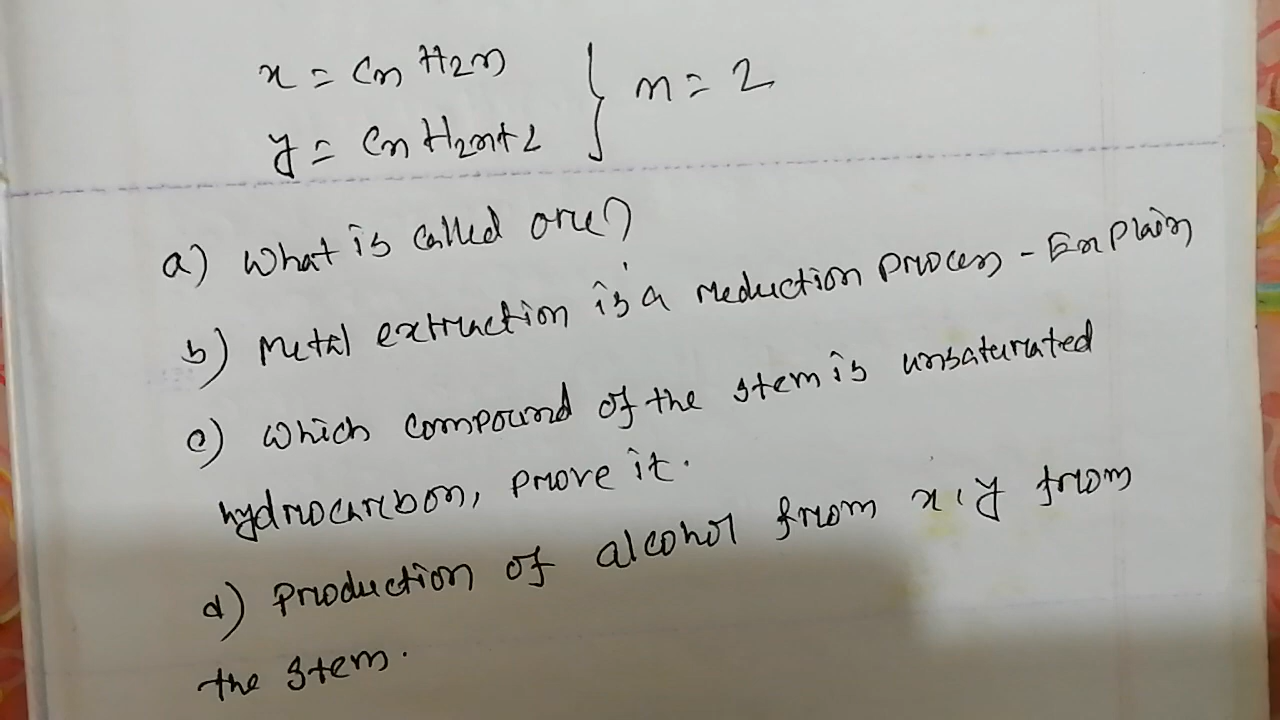 x = CnH2n } n = 2
y = CnH2n+2
a) What is called ore?
b) Metal extraction is a reduction process - Explain
c) Which compound of the stem is unsaturated
hydrocarbon, prove it.
d) Production of alcohol from x, y from
the stem.